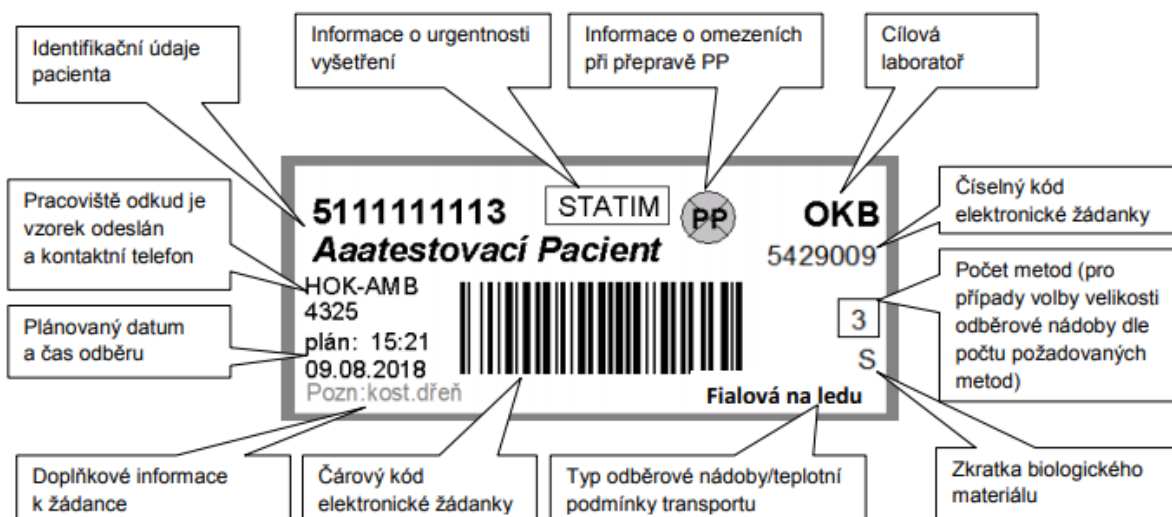 Identifikační údaje
pacienta
Informace o urgentnosti
vyšetření
Informace o omezeních
při přepravě PP
Cílová
laboratoř
Pracoviště odkud je
vzorek odeslán
a kontaktní telefon
Plánovaný datum
a čas odběru
5111111113
STATIM
PP
OKB
Aaatestovací Pacient
5429009
HOK-AMB
4325
3
plán: 15:21
S
09.08.2018
Pozn:kost.dřeň
Fialová na ledu
Číselný kód
elektronické žádanky
Počet metod (pro
případy volby velikosti
odběrové nádoby dle
počtu požadovaných
metod)
Doplňkové informace
k žádance
Čárový kód
elektronické žádanky
Typ odběrové nádoby/teplotní
podmínky transportu
Zkratka biologického
materiálu